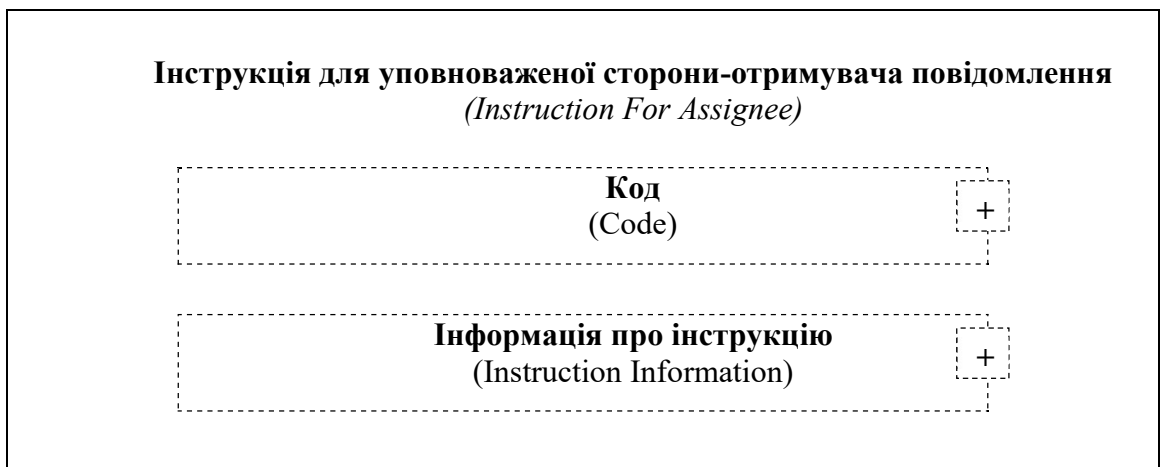 Інструкція для уповноваженої сторони-отримувача повідомлення
(Instruction For Assignee)
Код
(Code)
+
Інформація про інструкцію
(Instruction Information)
+